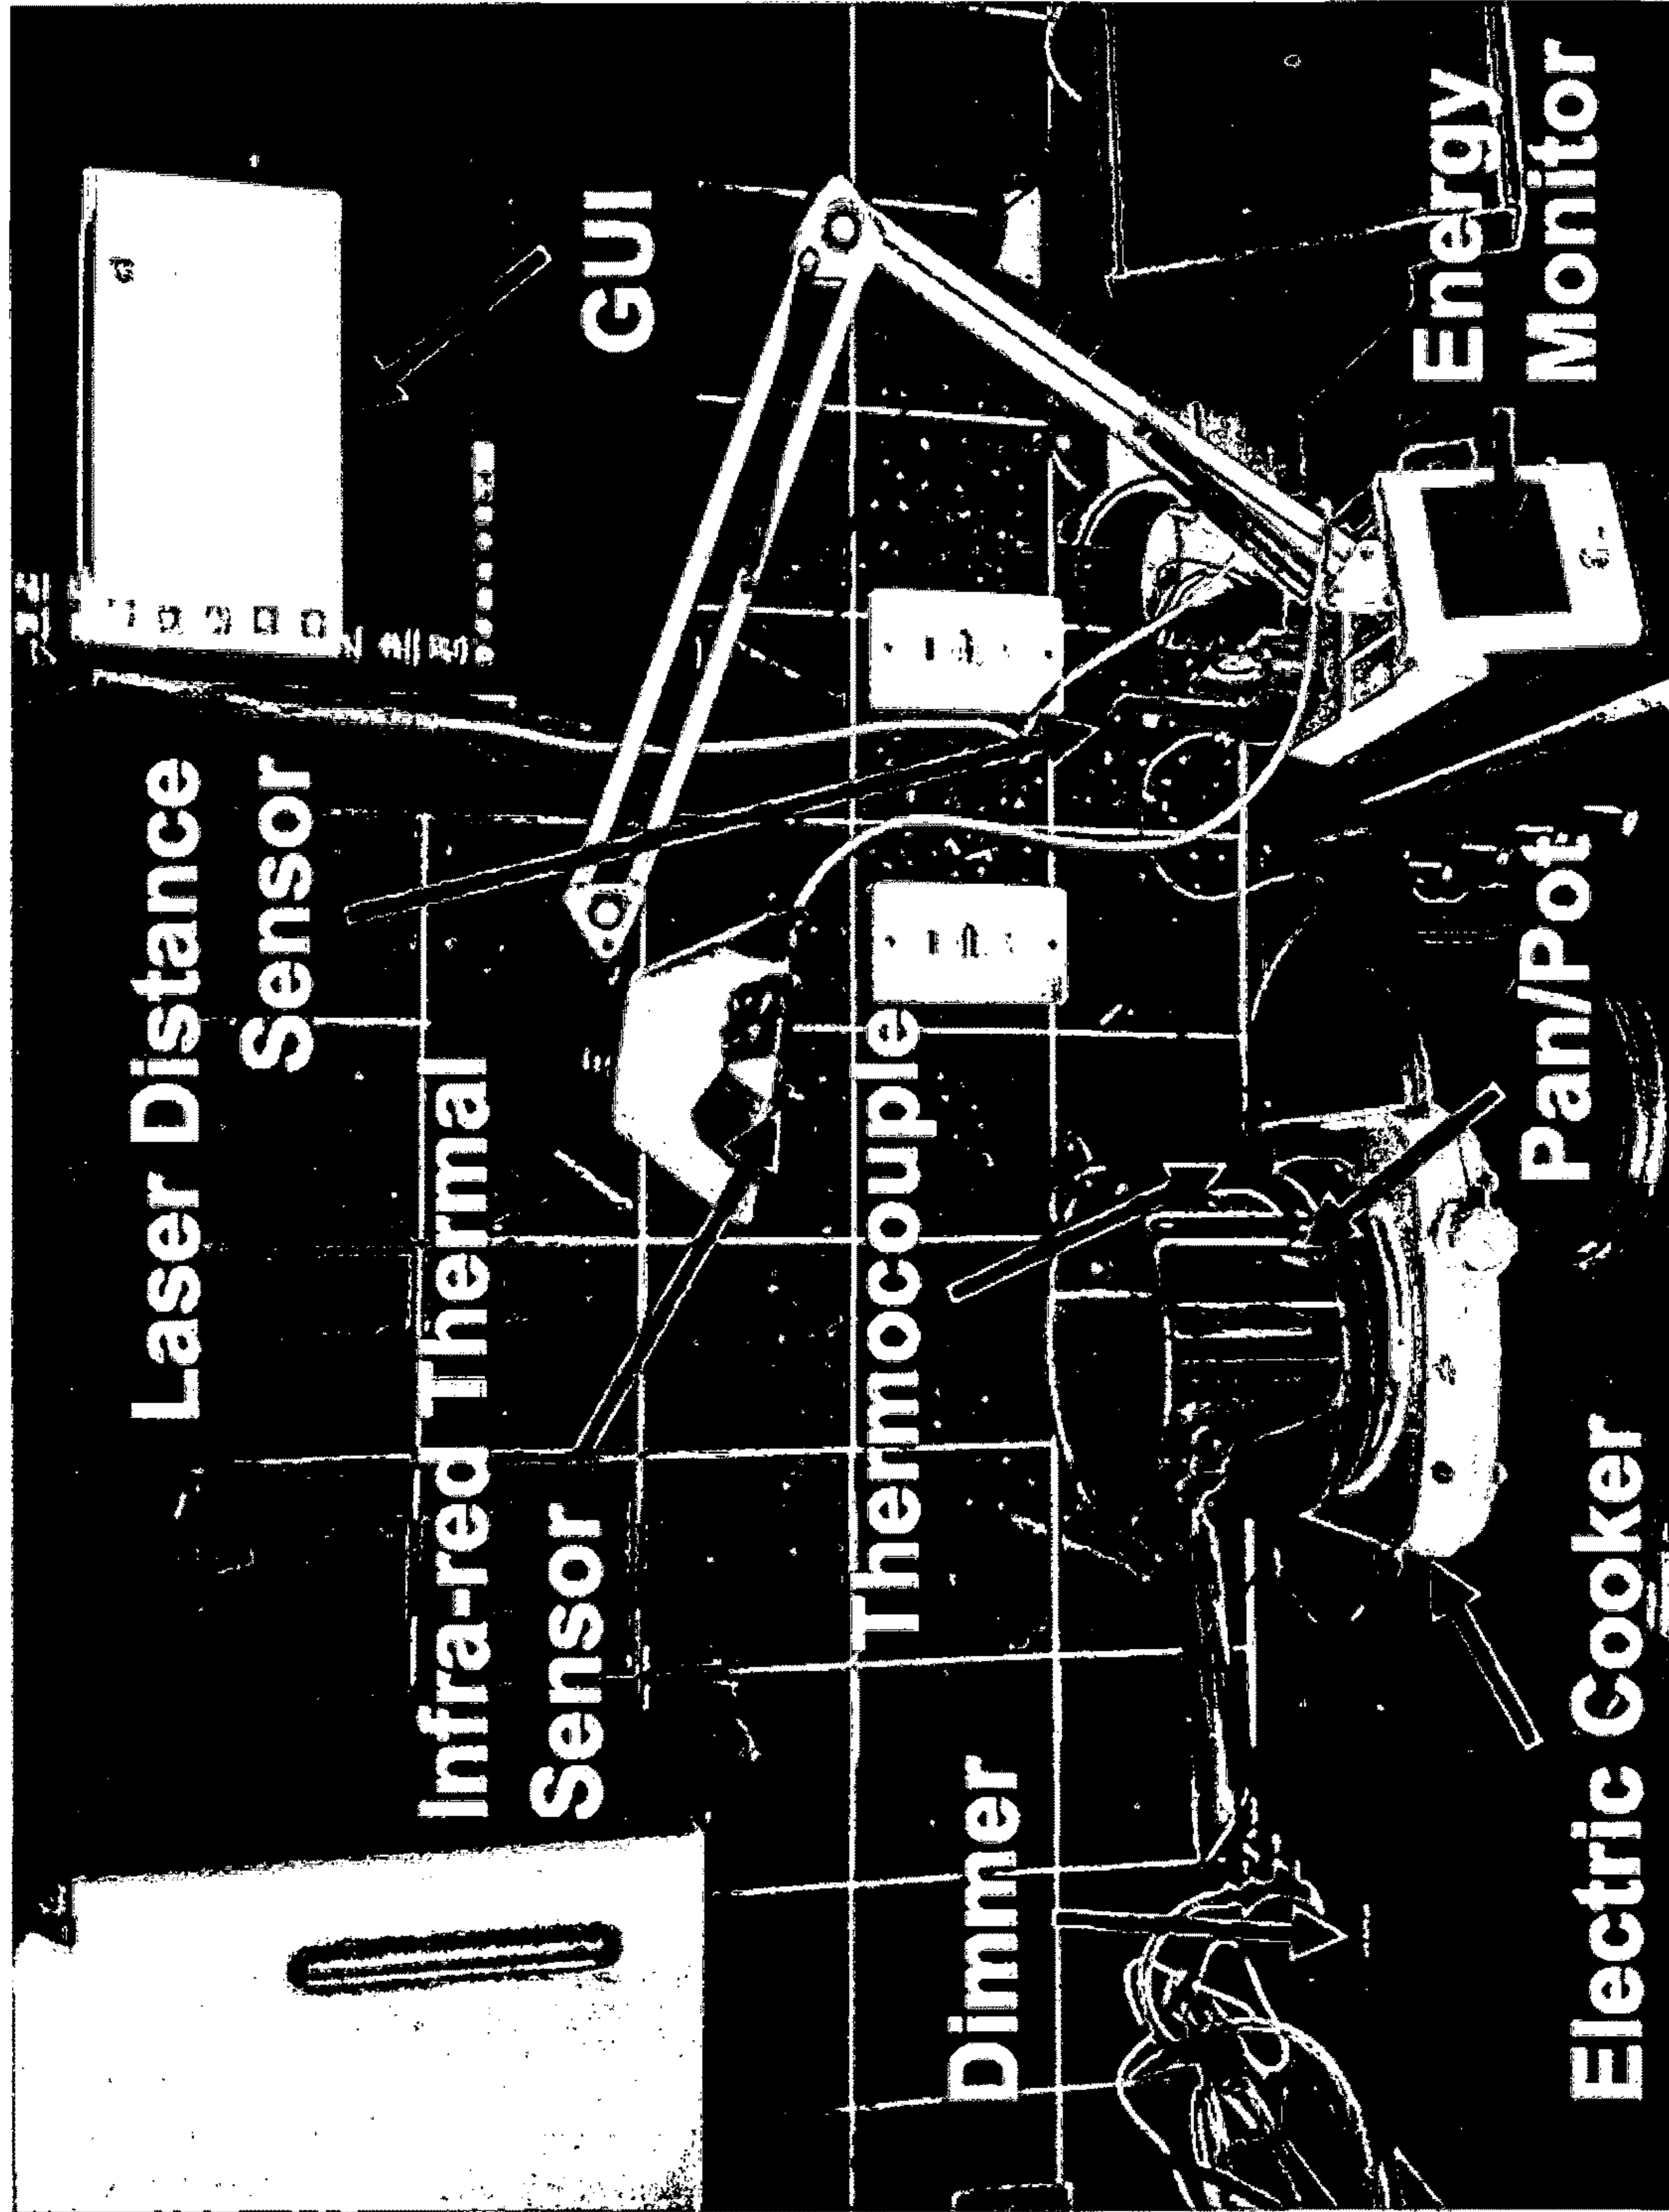 Laser Distance
Sensor
GUI
Infra-red Thermal
Sensor
Thermocouple
Dimmer
Energy
Monitor
Pan/Pot
Electric Cooker